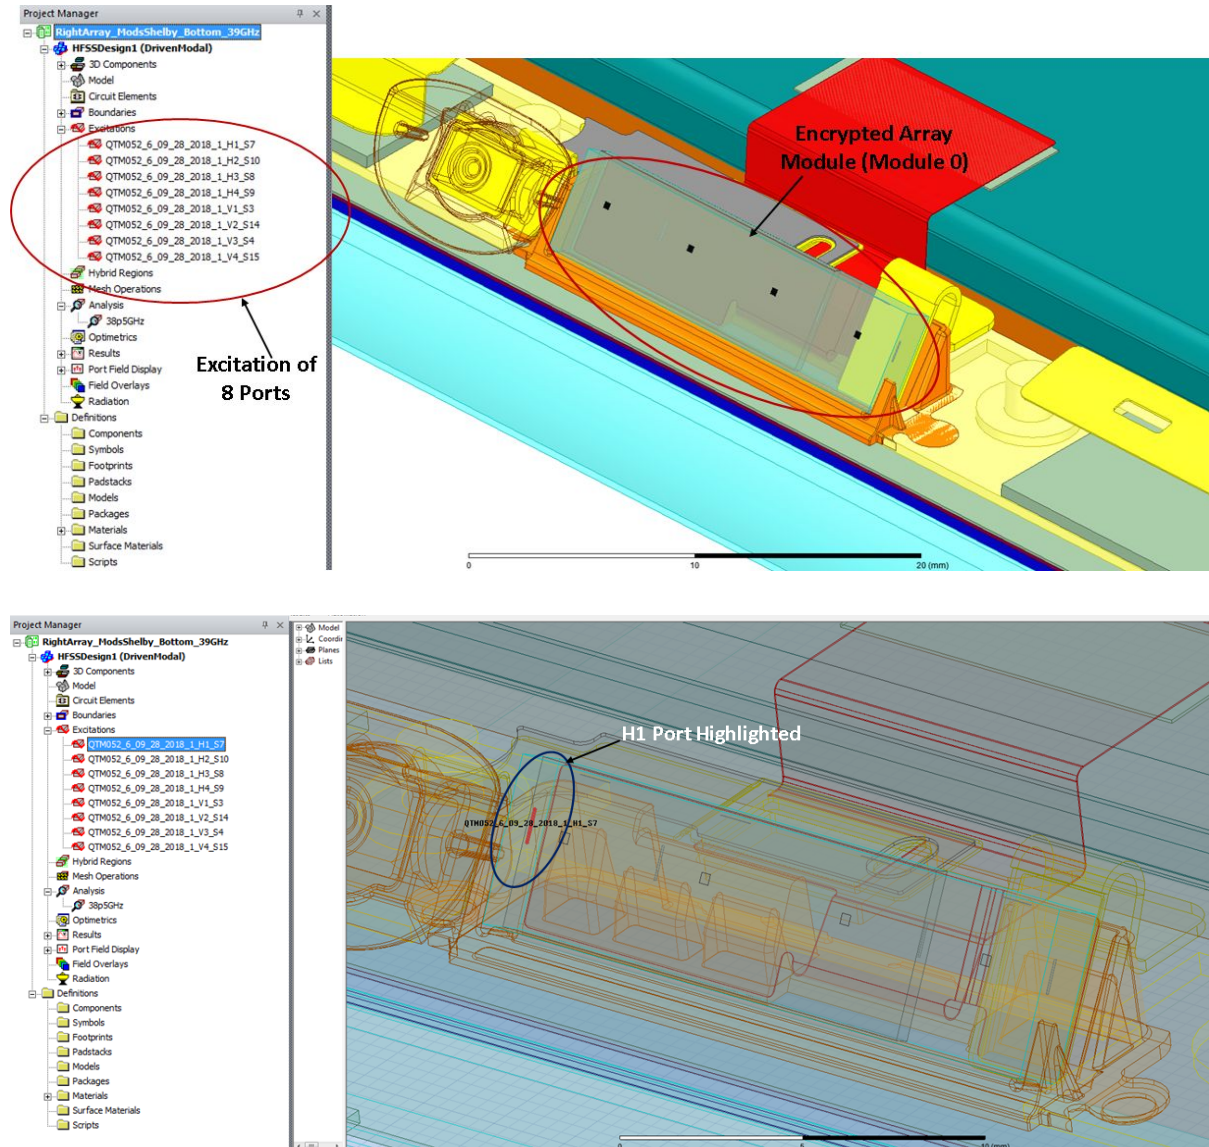 Project Manager
RightArray_ModsShelby_Bottom_39GHz
HFSSDesign1 (DrivenModal)
3D Components
Model
Circuit Elements
Boundaries
Excitations
QTM052_6_09_28_2018_1_H1_S7
QTM052_6_09_28_2018_1_H2_S10
QTM052_6_09_28_2018_1_H3_S8
QTM052_6_09_28_2018_1_H4_S9
QTM052_6_09_28_2018_1_V1_S3
QTM052_6_09_28_2018_1_V2_S14
QTM052_6_09_28_2018_1_V3_S4
QTM052_6_09_28_2018_1_V4_S15
Hybrid Regions
Mesh Operations
Analysis
38p5GHz
Optimetrics
Results
Port Field Display
Field Overlays
Radiation
Definitions
Components
Symbols
Footprints
Padstacks
Models
Packages
Materials
Surface Materials
Scripts
Excitation of
8 Ports
Encrypted Array
Module (Module 0)
0 10 20 (mm)
Project Manager
RightArray_ModsShelby_Bottom_39GHz
HFSSDesign1 (DrivenModal)
3D Components
Model
Circuit Elements
Boundaries
Excitations
QTM052_6_09_28_2018_1_H1_S7
QTM052_6_09_28_2018_1_H2_S10
QTM052_6_09_28_2018_1_H3_S8
QTM052_6_09_28_2018_1_H4_S9
QTM052_6_09_28_2018_1_V1_S3
QTM052_6_09_28_2018_1_V2_S14
QTM052_6_09_28_2018_1_V3_S4
QTM052_6_09_28_2018_1_V4_S15
Hybrid Regions
Mesh Operations
Analysis
38p5GHz
Optimetrics
Results
Port Field Display
Field Overlays
Radiation
Definitions
Components
Symbols
Footprints
Padstacks
Models
Packages
Materials
Surface Materials
Scripts
Model
Coordi
Planes
Lists
H1 Port Highlighted
QTM052_6_09_28_2018_1_H1_S7
0 5 10 (mm)